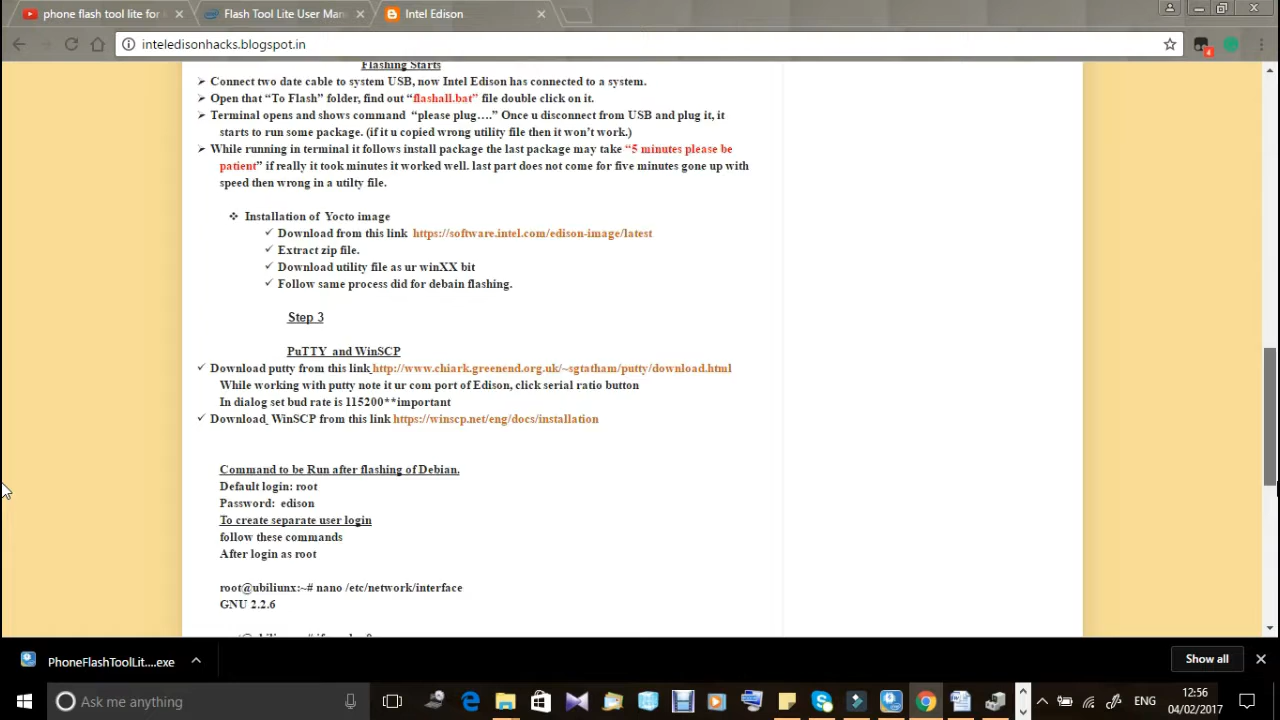 phone flash tool lite for
Flash Tool Lite User Man
Intel Edison
inteledisonhacks.blogspot.in
4
Flashing Starts
Connect two date cable to system USB, now Intel Edison has connected to a system.
Open that “To Flash” folder, find out “flashall.bat” file double click on it.
Terminal opens and shows command “please plug….” Once u disconnect from USB and plug it, it
starts to run some package. (if it u copied wrong utility file then it won’t work.)
While running in terminal it follows install package the last package may take “5 minutes please be
patient” if really it took minutes it worked well. last part does not come for five minutes gone up with
speed then wrong in a utilty file.
Installation of Yocto image
Download from this link https://software.intel.com/edison-image/latest
Extract zip file.
Download utility file as ur winXX bit
Follow same process did for debain flashing.
Step 3
PuTTY and WinSCP
Download putty from this link http://www.chiark.greenend.org.uk/~sgtatham/putty/download.html
While working with putty note it ur com port of Edison, click serial ratio button
In dialog set bud rate is 115200**important
Download WinSCP from this link https://winscp.net/eng/docs/installation
Command to be Run after flashing of Debian.
Default login: root
Password: edison
To create separate user login
follow these commands
After login as root
root@ubiliunx:~# nano /etc/network/interface
GNU 2.2.6
PhoneFlashToolLit....exe
Show all
Ask me anything
ENG
12:56
04/02/2017